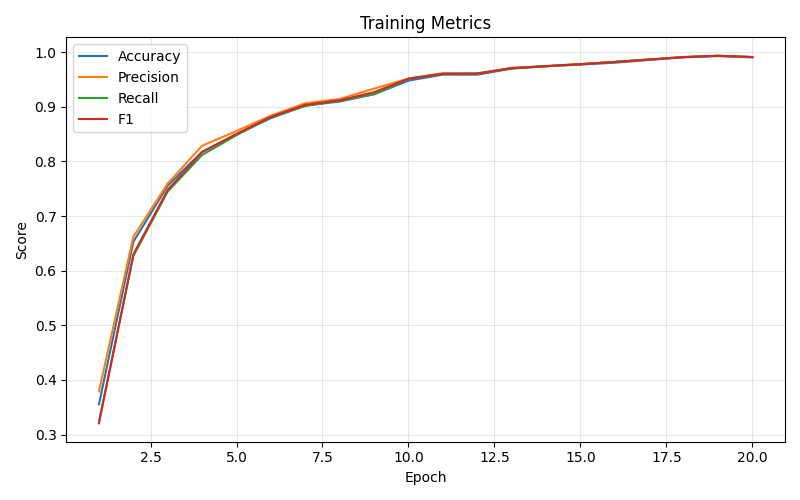 Training Metrics
Accuracy
Precision
Recall
F1
Score
1.0
0.9
0.8
0.7
0.6
0.5
0.4
0.3
2.5 5.0 7.5 10.0 12.5 15.0 17.5 20.0
Epoch